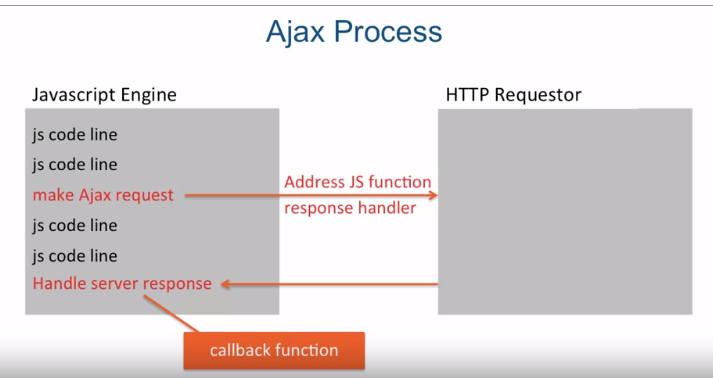 Ajax Process
Javascript Engine
HTTP Requestor
js code line
js code line
make Ajax request
Address JS function
response handler
js code line
js code line
Handle server response
callback function